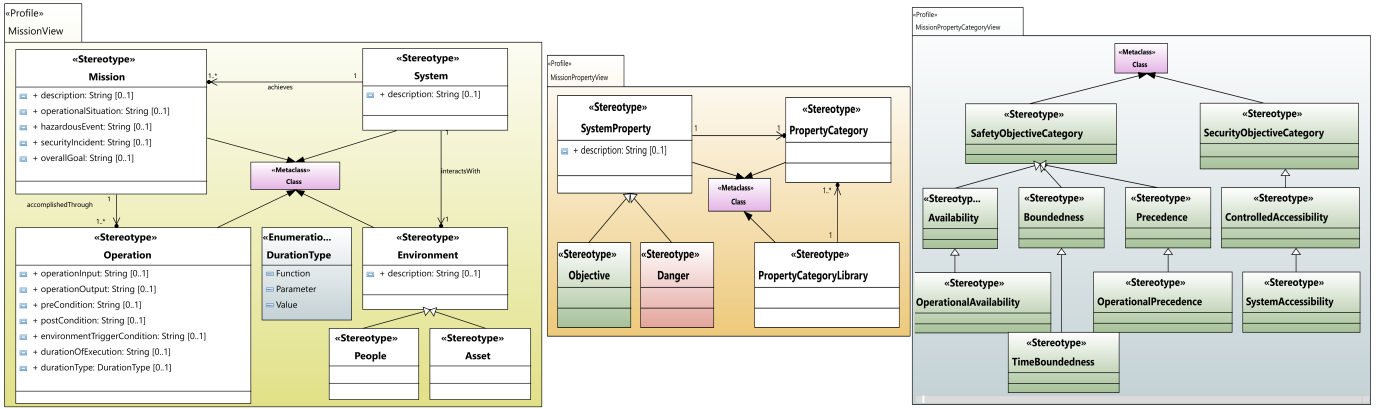 «Profile»
MissionView
«Stereotype»
Mission
+ description: String [0..1]
+ operationalSituation: String [0..1]
+ hazardousEvent: String [0..1]
+ securityIncident: String [0..1]
+ overallGoal: String [0..1]
1..*
1
achieves
«Stereotype»
System
+ description: String [0..1]
«Metaclass»
Class
1
interactsWith
1
1
accomplishedThrough
1..*
«Stereotype»
Operation
+ operationInput: String [0..1]
+ operationOutput: String [0..1]
+ preCondition: String [0..1]
+ postCondition: String [0..1]
+ environmentTriggerCondition: String [0..1]
+ durationOfExecution: String [0..1]
+ durationType: DurationType [0..1]
«Enumeratio...
DurationType
Function
Parameter
Value
«Stereotype»
Environment
+ description: String [0..1]
«Stereotype»
People
«Stereotype»
Asset
«Profile»
MissionPropertyView
«Stereotype»
SystemProperty
+ description: String [0..1]
1
1
«Stereotype»
PropertyCategory
«Metaclass»
Class
1..*
1
«Stereotype»
Objective
«Stereotype»
Danger
«Stereotype»
PropertyCategoryLibrary
«Profile»
MissionPropertyCategoryView
«Metaclass»
Class
«Stereotype»
SafetyObjectiveCategory
«Stereotype»
SecurityObjectiveCategory
«Stereotyp...
Availability
«Stereotype»
Boundedness
«Stereotype»
Precedence
«Stereotype»
ControlledAccessibility
«Stereotype»
OperationalAvailability
«Stereotype»
OperationalPrecedence
«Stereotype»
SystemAccessibility
«Stereotype»
TimeBoundedness